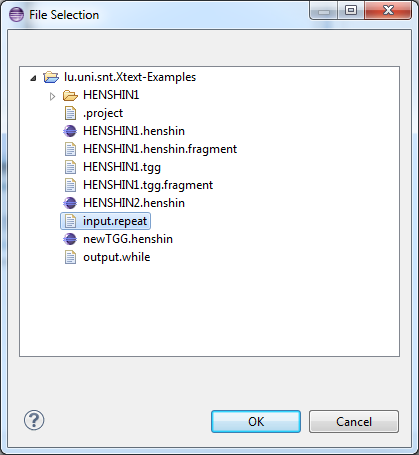 File Selection
lu.uni.snt.Xtext-Examples
HENSHIN1
.project
HENSHIN1.henshin
HENSHIN1.henshin.fragment
HENSHIN1.tgg
HENSHIN1.tgg.fragment
HENSHIN2.henshin
input.repeat
newTGG.henshin
output.while
?
OK
Cancel